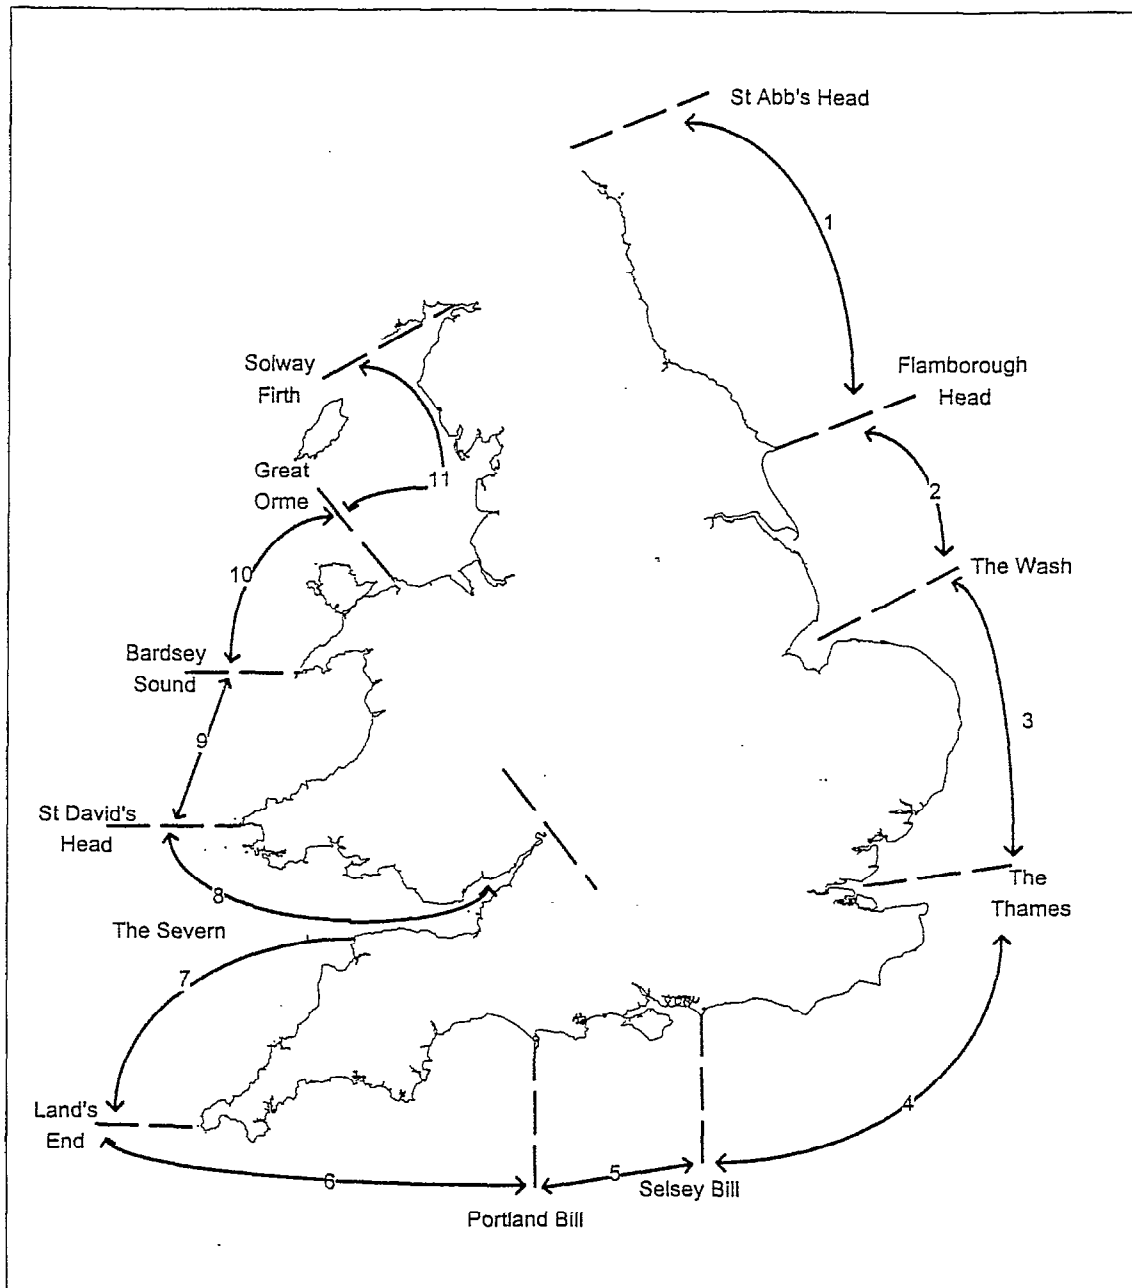 St Abb's Head
1
Solway
Firth
Flamborough
Head
Great
Orme
11
2
10
The Wash
Bardsey
Sound
9
3
St David's
Head
8
The
Thames
The Severn
7
Land's
End
4
6
5
Selsey Bill
Portland Bill